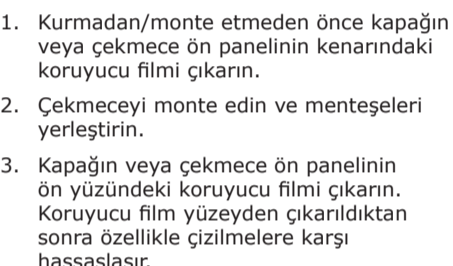 1. Kurmadan/monte etmeden önce kapağın
veya çekmece ön panelinin kenarındaki
koruyucu filmi çıkarın.
2. Çekmeceyi monte edin ve menteşeleri
yerleştirin.
3. Kapağın veya çekmece ön panelinin
ön yüzündeki koruyucu filmi çıkarın.
Koruyucu film yüzeyden çıkarıldıktan
sonra özellikle çizilmelere karşı
hassaslaşır.